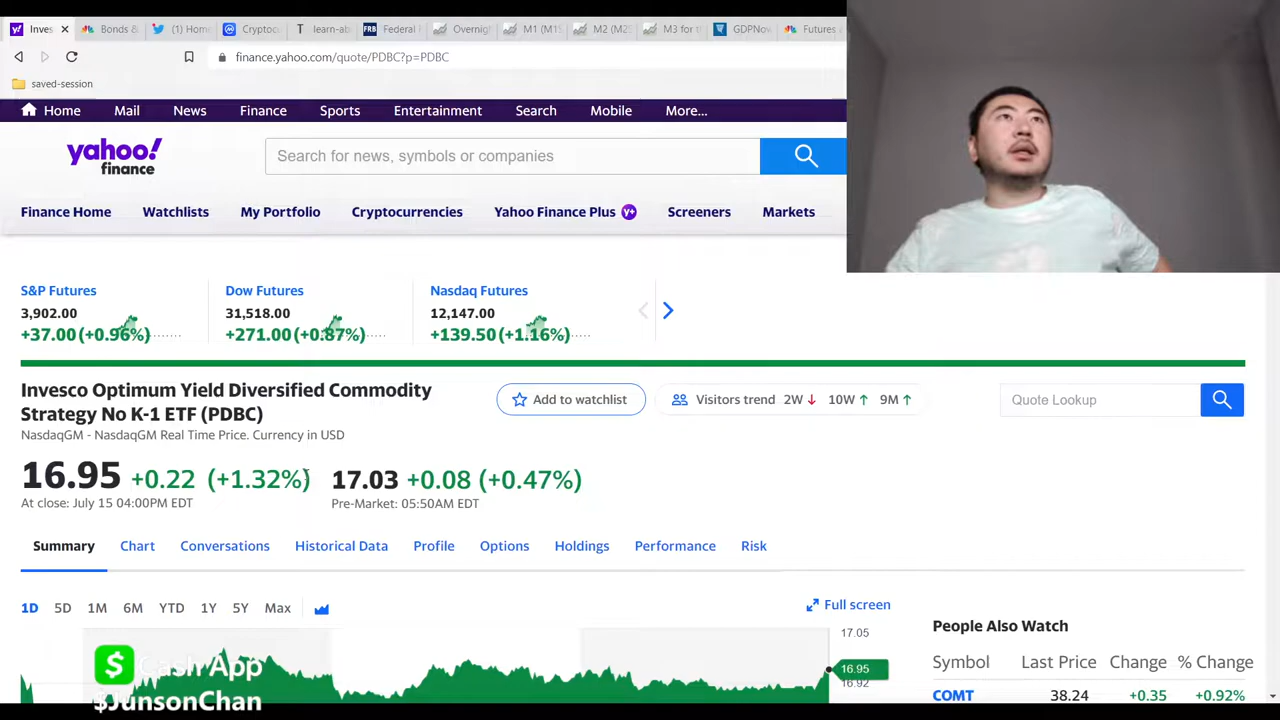 Inves
Bonds &
(1) Home
Cryptoc
learn-ab
FRB
Federal
Overnig
M1 (M1S
M2 (M2S
M3 for t
GDPNow
Futures
finance.yahoo.com/quote/PDBC?p=PDBC
saved-session
Home Mail News Finance Sports Entertainment Search Mobile More...
yahoo!
finance
Search for news, symbols or companies
Finance Home Watchlists My Portfolio Cryptocurrencies Yahoo Finance Plus y+ Screeners Markets
S&P Futures
3,902.00
+37.00 (+0.96%)
Dow Futures
31,518.00
+271.00 (+0.87%)
Nasdaq Futures
12,147.00
+139.50 (+1.16%)
Invesco Optimum Yield Diversified Commodity
Strategy No K-1 ETF (PDBC)
NasdaqGM - NasdaqGM Real Time Price. Currency in USD
Add to watchlist
Visitors trend 2W ↓ 10W ↑ 9M ↑
Quote Lookup
16.95 +0.22 (+1.32%)
At close: July 15 04:00PM EDT
17.03 +0.08 (+0.47%)
Pre-Market: 05:50AM EDT
Summary Chart Conversations Historical Data Profile Options Holdings Performance Risk
1D 5D 1M 6M YTD 1Y 5Y Max
Full screen
17.05
16.95
16.92
$ Cash App
$JunsonChan
People Also Watch
Symbol Last Price Change % Change
COMT 38.24 +0.35 +0.92%